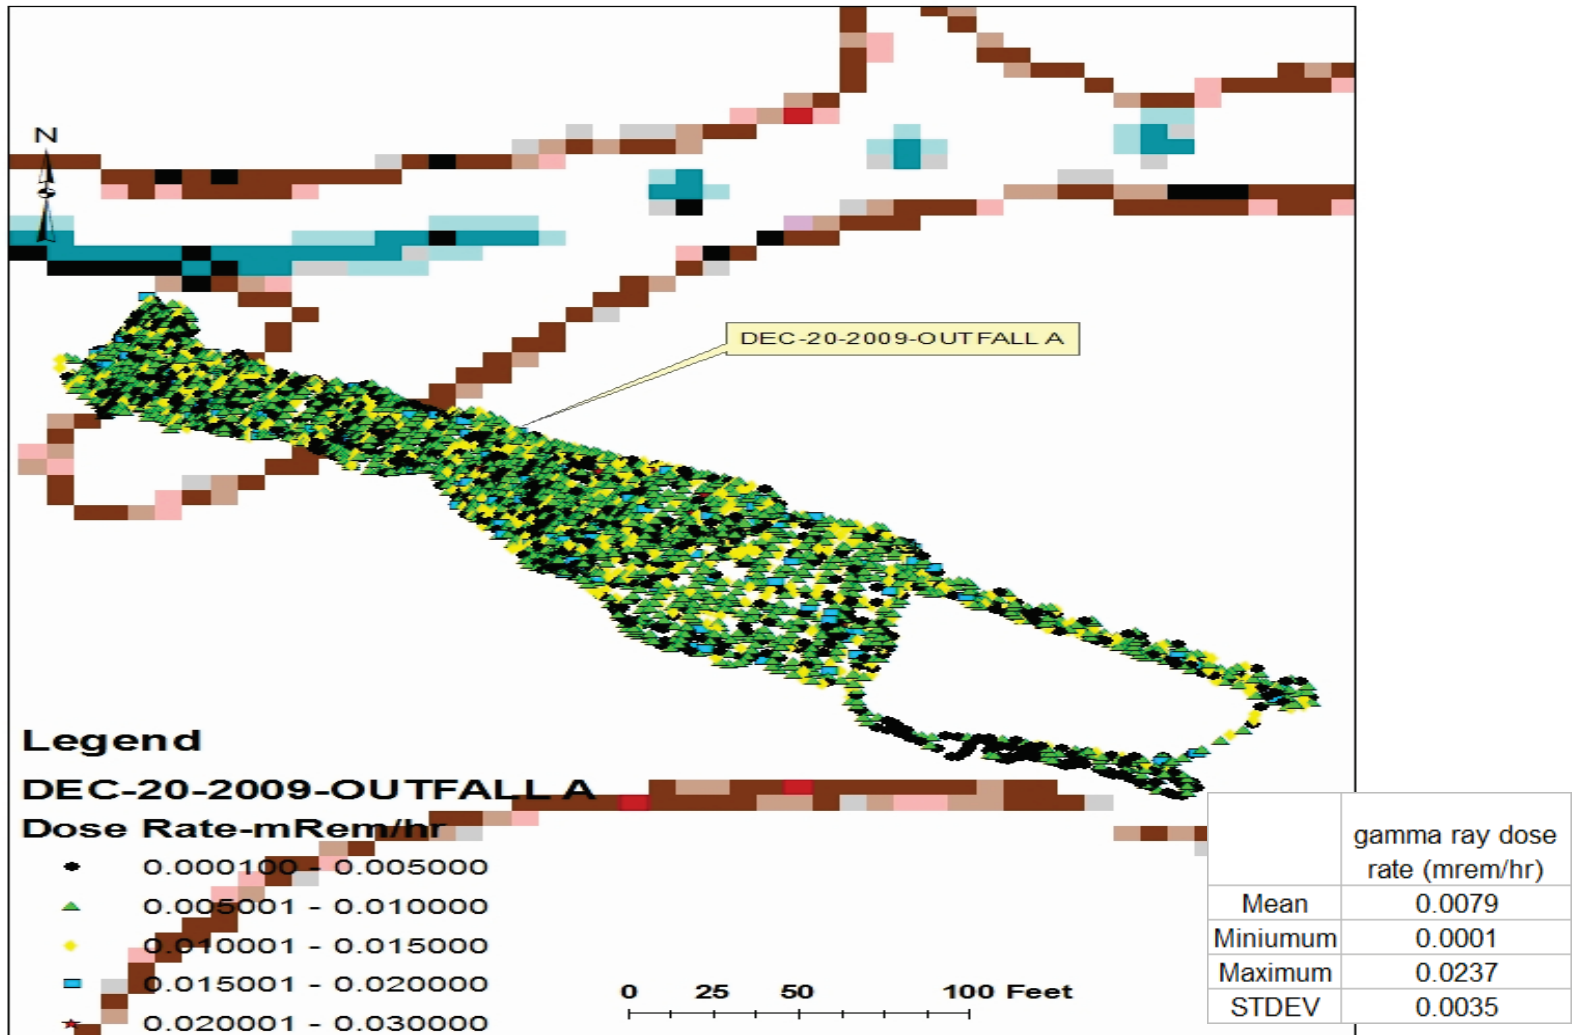 N
DEC-20-2009-OUTFALL A
Legend
DEC-20-2009-OUTFALL A
Dose Rate-mRem/hr
0.000100 - 0.005000
0.005001 - 0.010000
0.010001 - 0.015000
0.015001 - 0.020000
0.020001 - 0.030000
0 25 50 100 Feet
gamma ray dose
rate (mrem/hr)
Mean 0.0079
Miniumum 0.0001
Maximum 0.0237
STDEV 0.0035